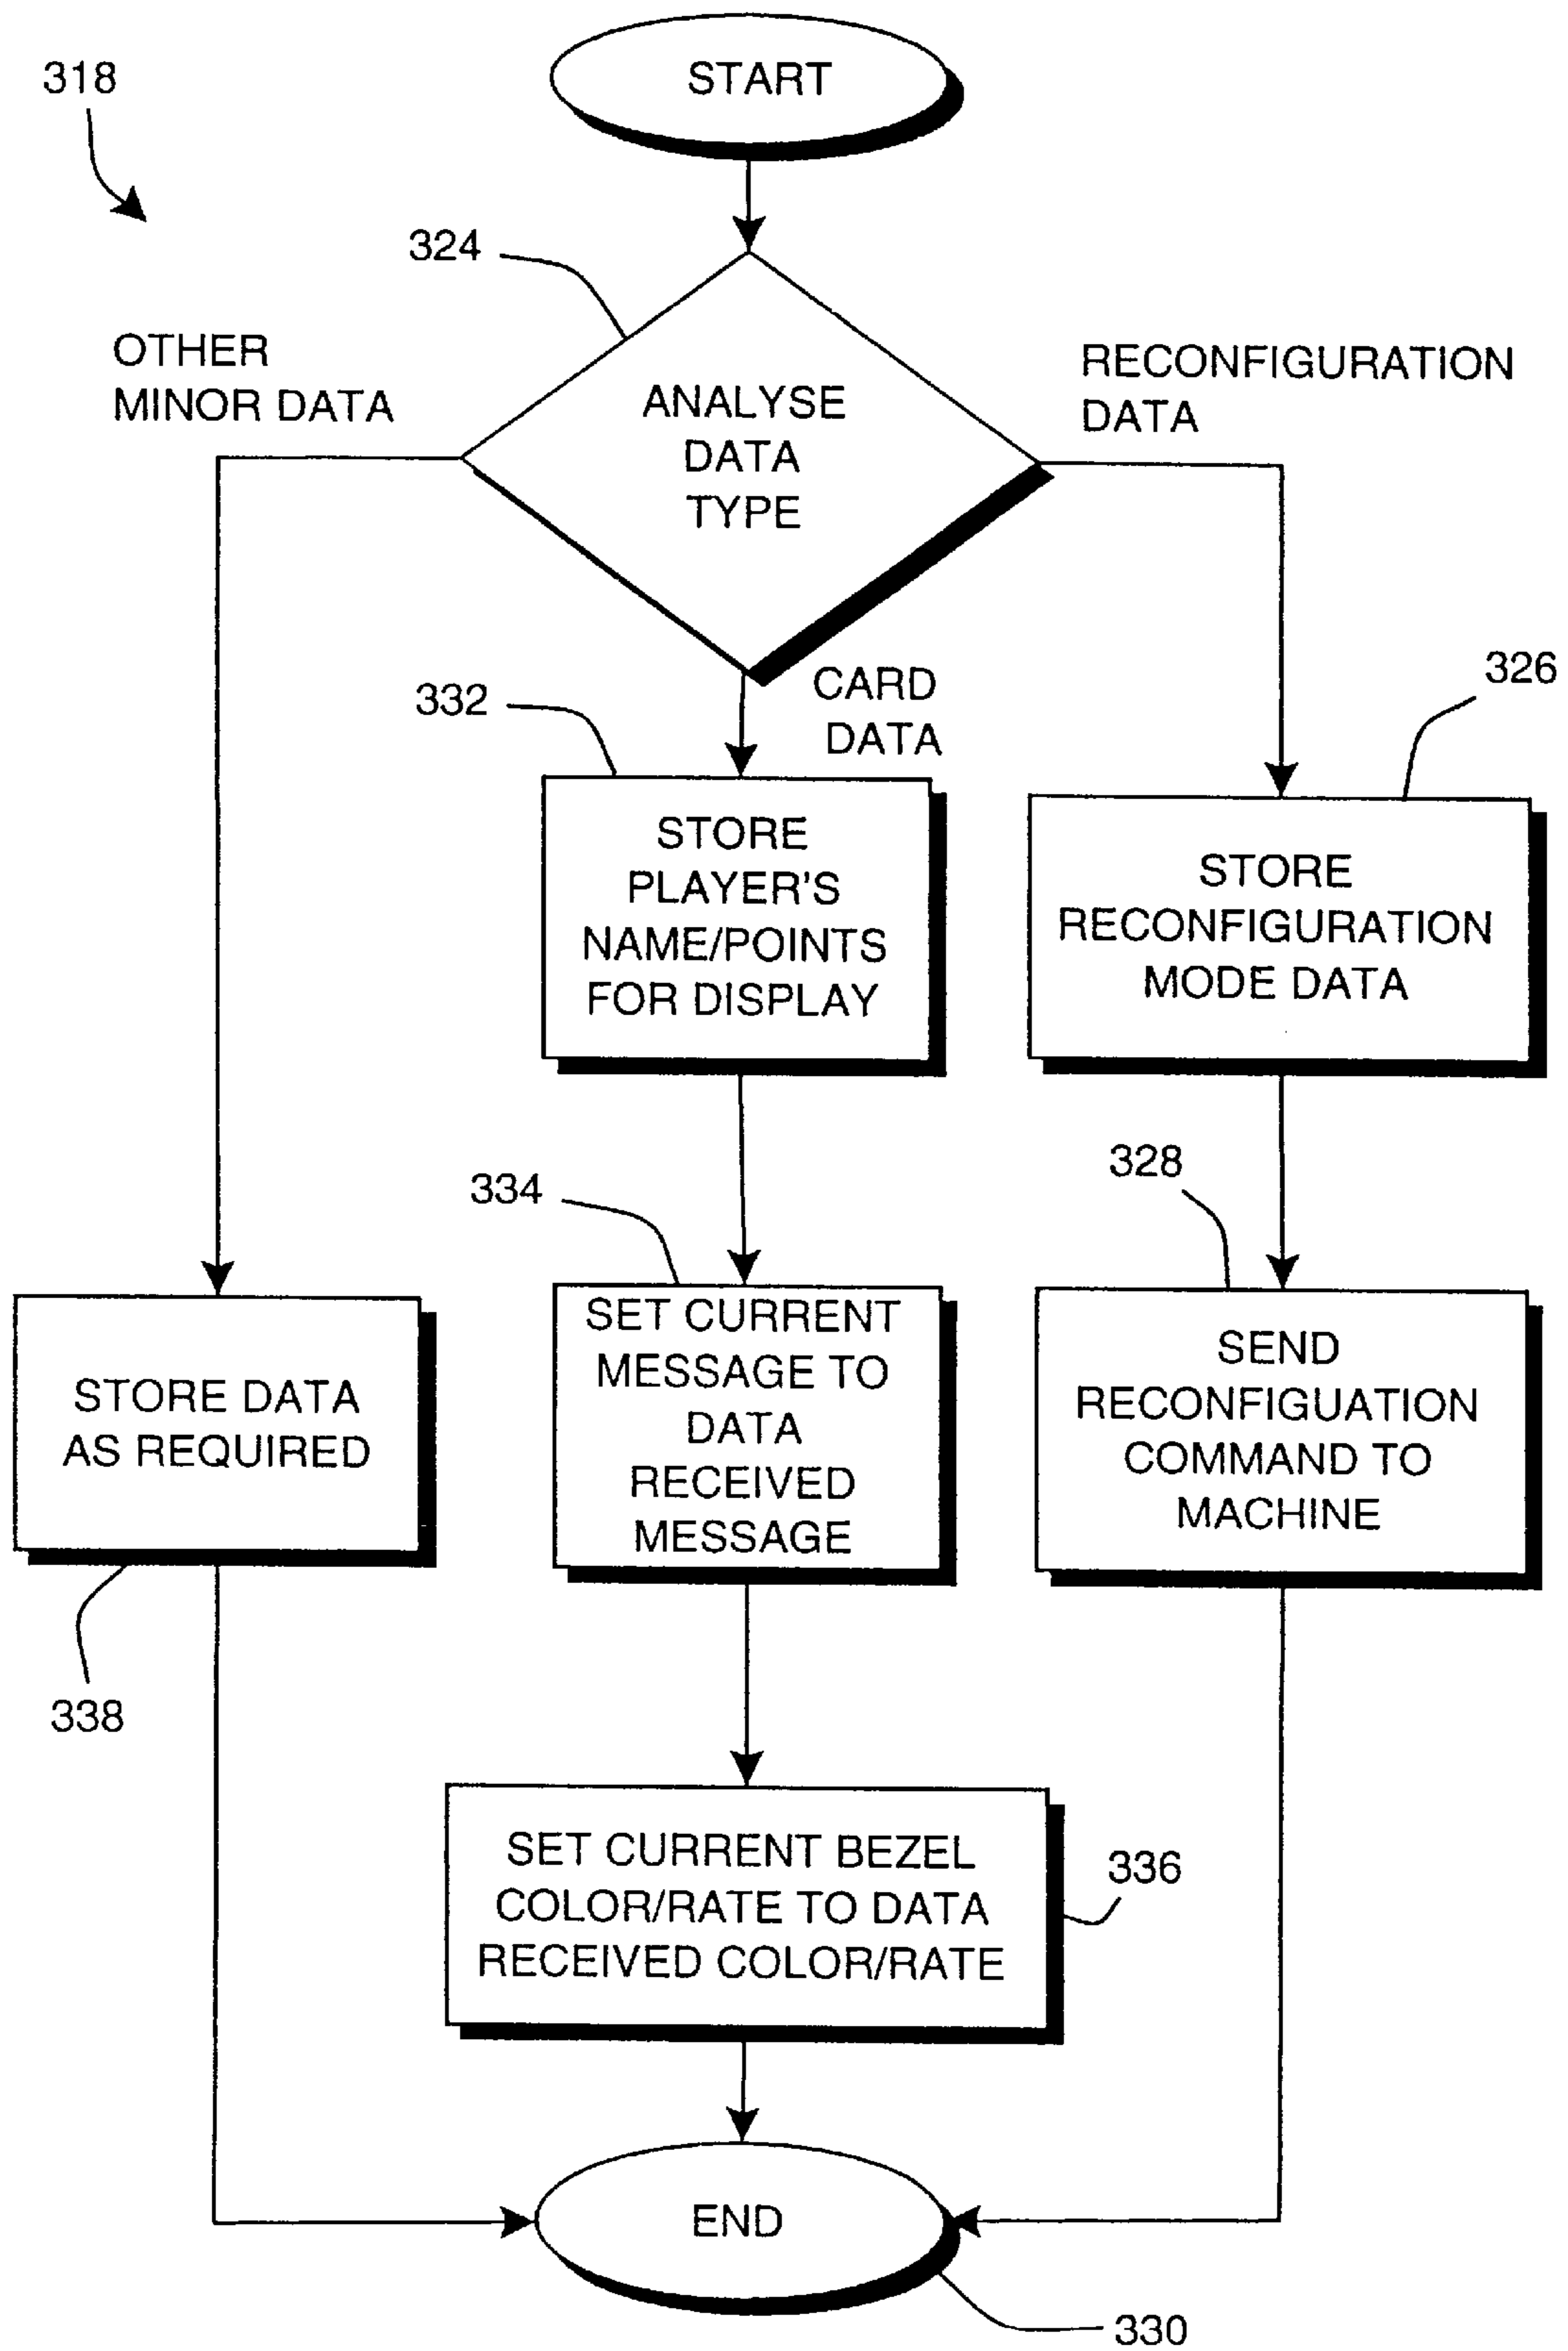 318
START
324
OTHER
MINOR DATA
RECONFIGURATION
DATA
ANALYSE
DATA
TYPE
332
CARD
DATA
326
STORE
PLAYER'S
NAME/POINTS
FOR DISPLAY
STORE
RECONFIGURATION
MODE DATA
334
328
STORE DATA
AS REQUIRED
SET CURRENT
MESSAGE TO
DATA
RECEIVED
MESSAGE
SEND
RECONFIGUATION
COMMAND TO
MACHINE
338
SET CURRENT BEZEL
COLOR/RATE TO DATA
RECEIVED COLOR/RATE
336
END
330